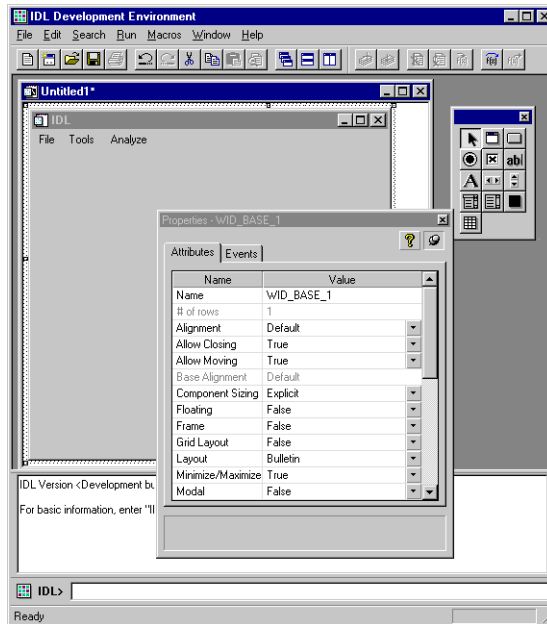 IDL Development Environment
File Edit Search Run Macros Window Help
Untitled1*
IDL
File Tools Analyze
abl
A
Properties - WID_BASE_1
Attributes Events
Name Value
Name WID_BASE_1
# of rows 1
Alignment Default
Allow Closing True
Allow Moving True
Base Alignment Default
Component Sizing Explicit
Floating False
Frame False
Grid Layout False
Layout Bulletin
Minimize/Maximize True
Modal False
IDL Version <Development bu
For basic information, enter "
IDL>
Ready